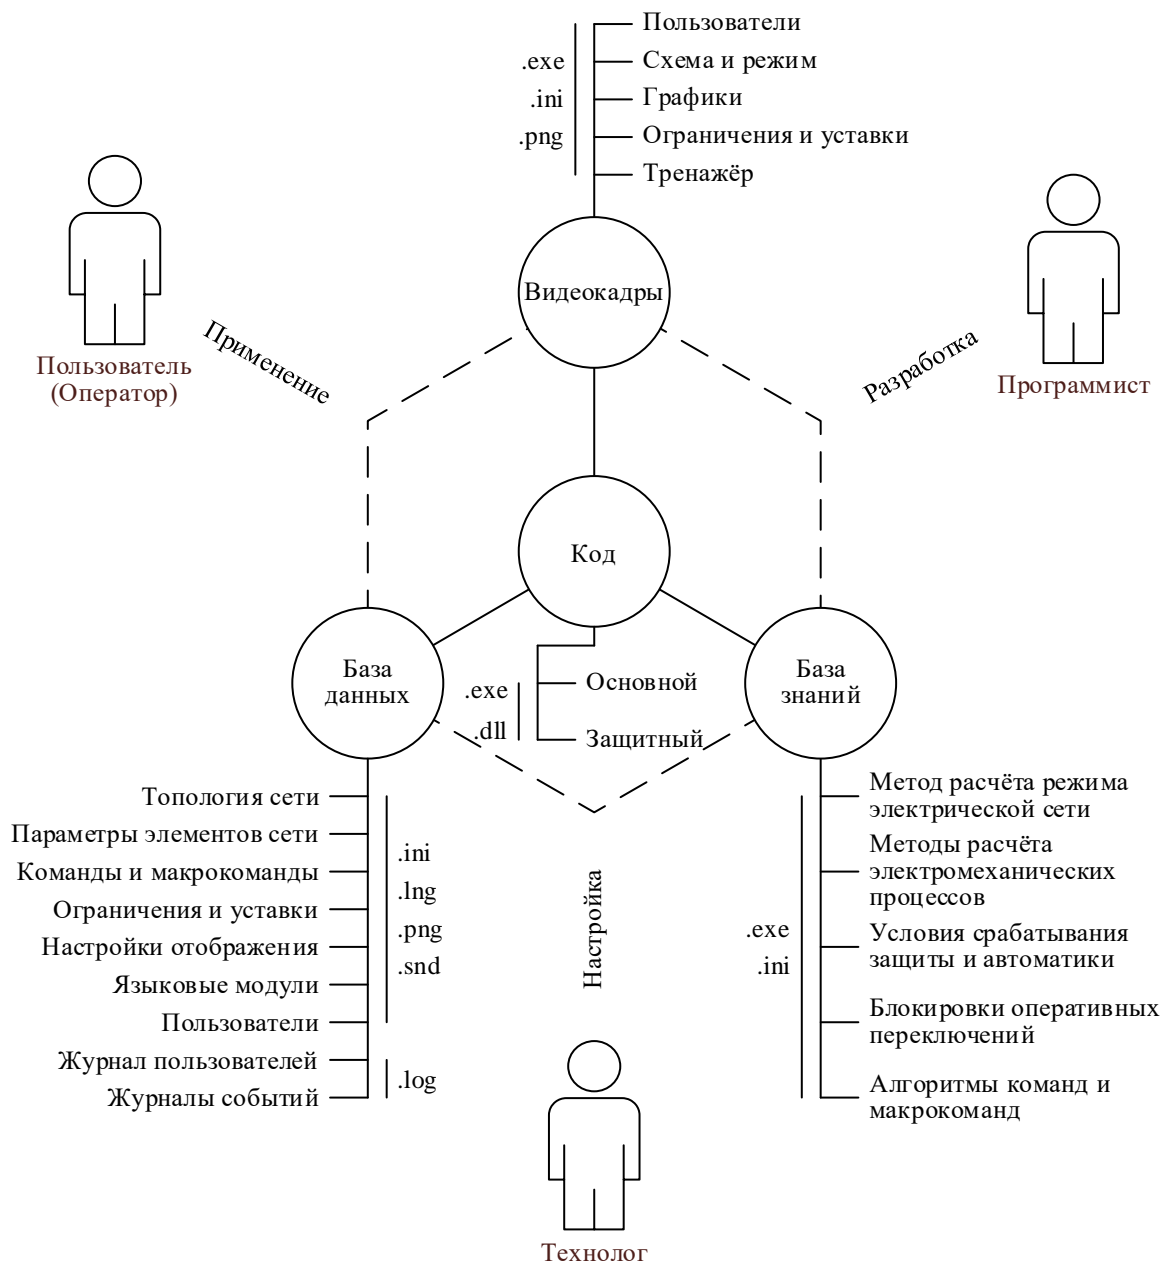 Пользователи
Схема и режим
Графики
Ограничения и уставки
Тренажёр
.exe
.ini
.png
Видеокадры
Пользователь
(Оператор)
Применение
Разработка
Программист
Код
База
данных
База
знаний
.exe
.dll
Основной
Защитный
Топология сети
Параметры элементов сети
Команды и макрокоманды
Ограничения и уставки
Настройки отображения
Языковые модули
Пользователи
Журнал пользователей
Журналы событий
.ini
.lng
.png
.snd
.log
Настройка
Технолог
.exe
.ini
Метод расчёта режима
электрической сети
Методы расчёта
электромеханических
процессов
Условия срабатывания
защиты и автоматики
Блокировки оперативных
переключений
Алгоритмы команд и
макрокоманд